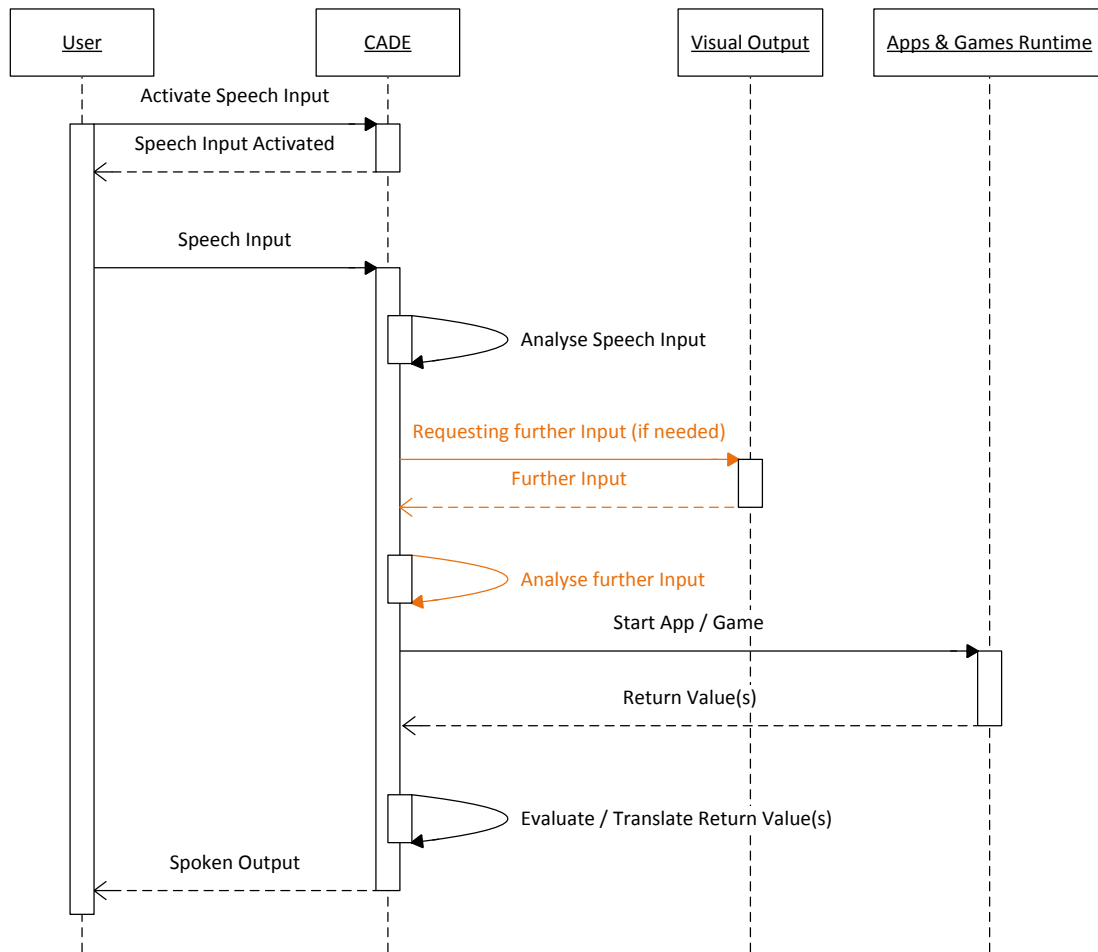 User
CADE
Visual Output
Apps & Games Runtime
Activate Speech Input
Speech Input Activated
Speech Input
Analyse Speech Input
Requesting further Input (if needed)
Further Input
Analyse further Input
Start App / Game
Return Value(s)
Evaluate / Translate Return Value(s)
Spoken Output